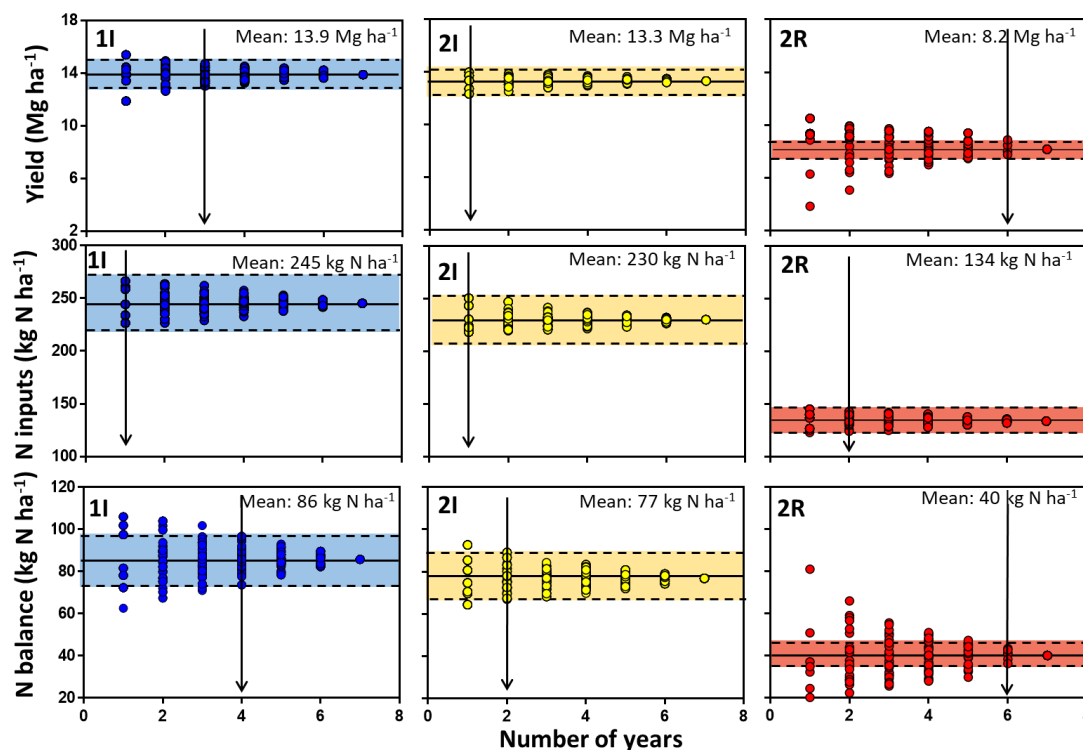 18
14
10
6
2
Yield (Mg ha⁻¹)
1I
Mean: 13.9 Mg ha⁻¹
2I
Mean: 13.3 Mg ha⁻¹
2R
Mean: 8.2 Mg ha⁻¹
300
250
200
150
100
N inputs (kg N ha⁻¹)
1I
Mean: 245 kg N ha⁻¹
2I
Mean: 230 kg N ha⁻¹
2R
Mean: 134 kg N ha⁻¹
120
100
80
60
40
20
N balance (kg N ha⁻¹)
1I
Mean: 86 kg N ha⁻¹
2I
Mean: 77 kg N ha⁻¹
2R
Mean: 40 kg N ha⁻¹
0 2 4 6 8
0 2 4 6 8
0 2 4 6
Number of years